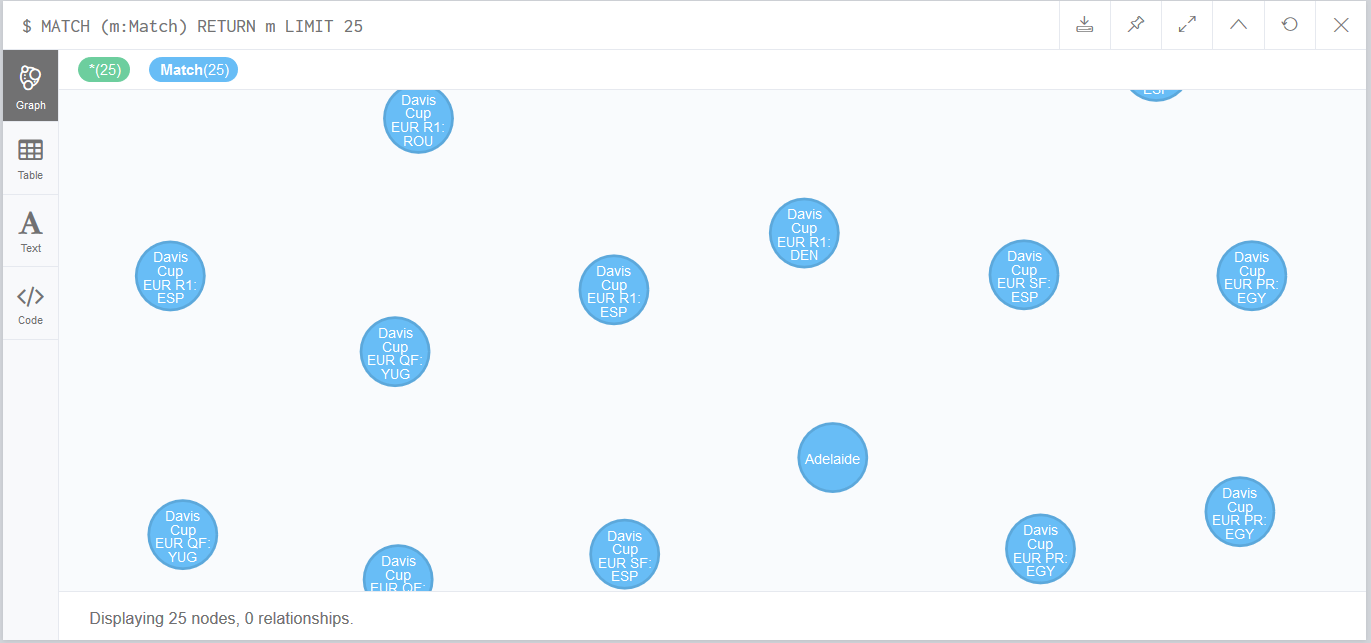 $ MATCH (m:Match) RETURN m LIMIT 25
*(25) Match(25)
Graph
Table
Text
Code
Davis
Cup
EUR R1:
ROU
ESP
Davis
Cup
EUR R1:
DEN
Davis
Cup
EUR R1:
ESP
Davis
Cup
EUR R1:
ESP
Davis
Cup
EUR SF:
ESP
Davis
Cup
EUR PR:
EGY
Davis
Cup
EUR QF:
YUG
Adelaide
Davis
Cup
EUR QF:
YUG
Davis
Cup
EUR QF:
Davis
Cup
EUR SF:
ESP
Davis
Cup
EUR PR:
EGY
Davis
Cup
EUR PR:
EGY
Displaying 25 nodes, 0 relationships.